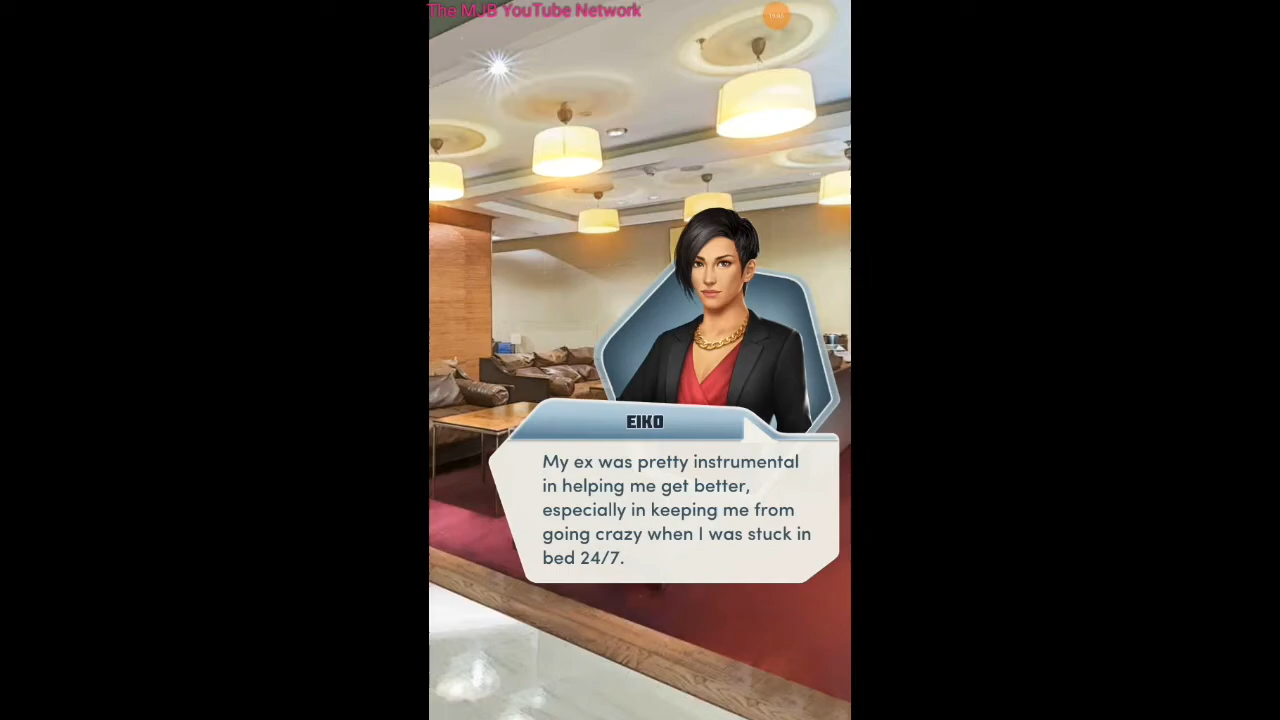 The MJB YouTube Network
EIKO
My ex was pretty instrumental
in helping me get better,
especially in keeping me from
going crazy when I was stuck in
bed 24/7.